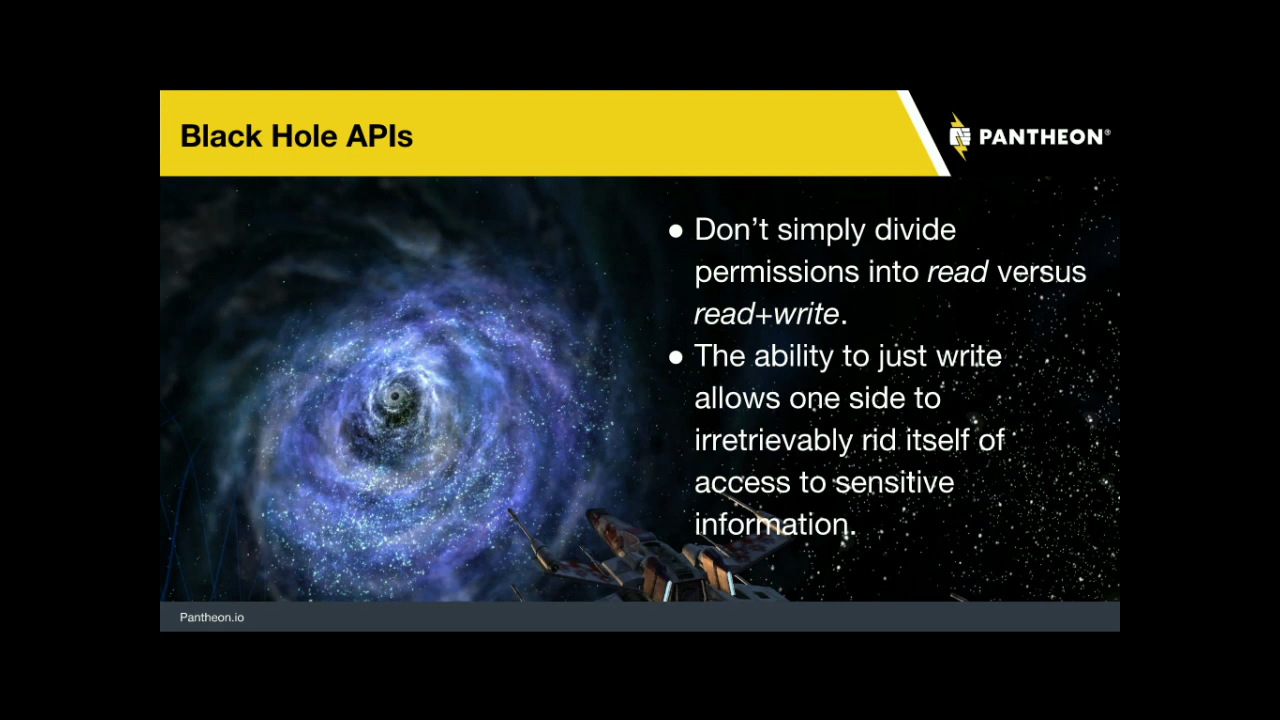 Black Hole APIs
PANTHEON®
● Don’t simply divide
permissions into read versus
read+write.
● The ability to just write
allows one side to
irretrievably rid itself of
access to sensitive
information.
Pantheon.io